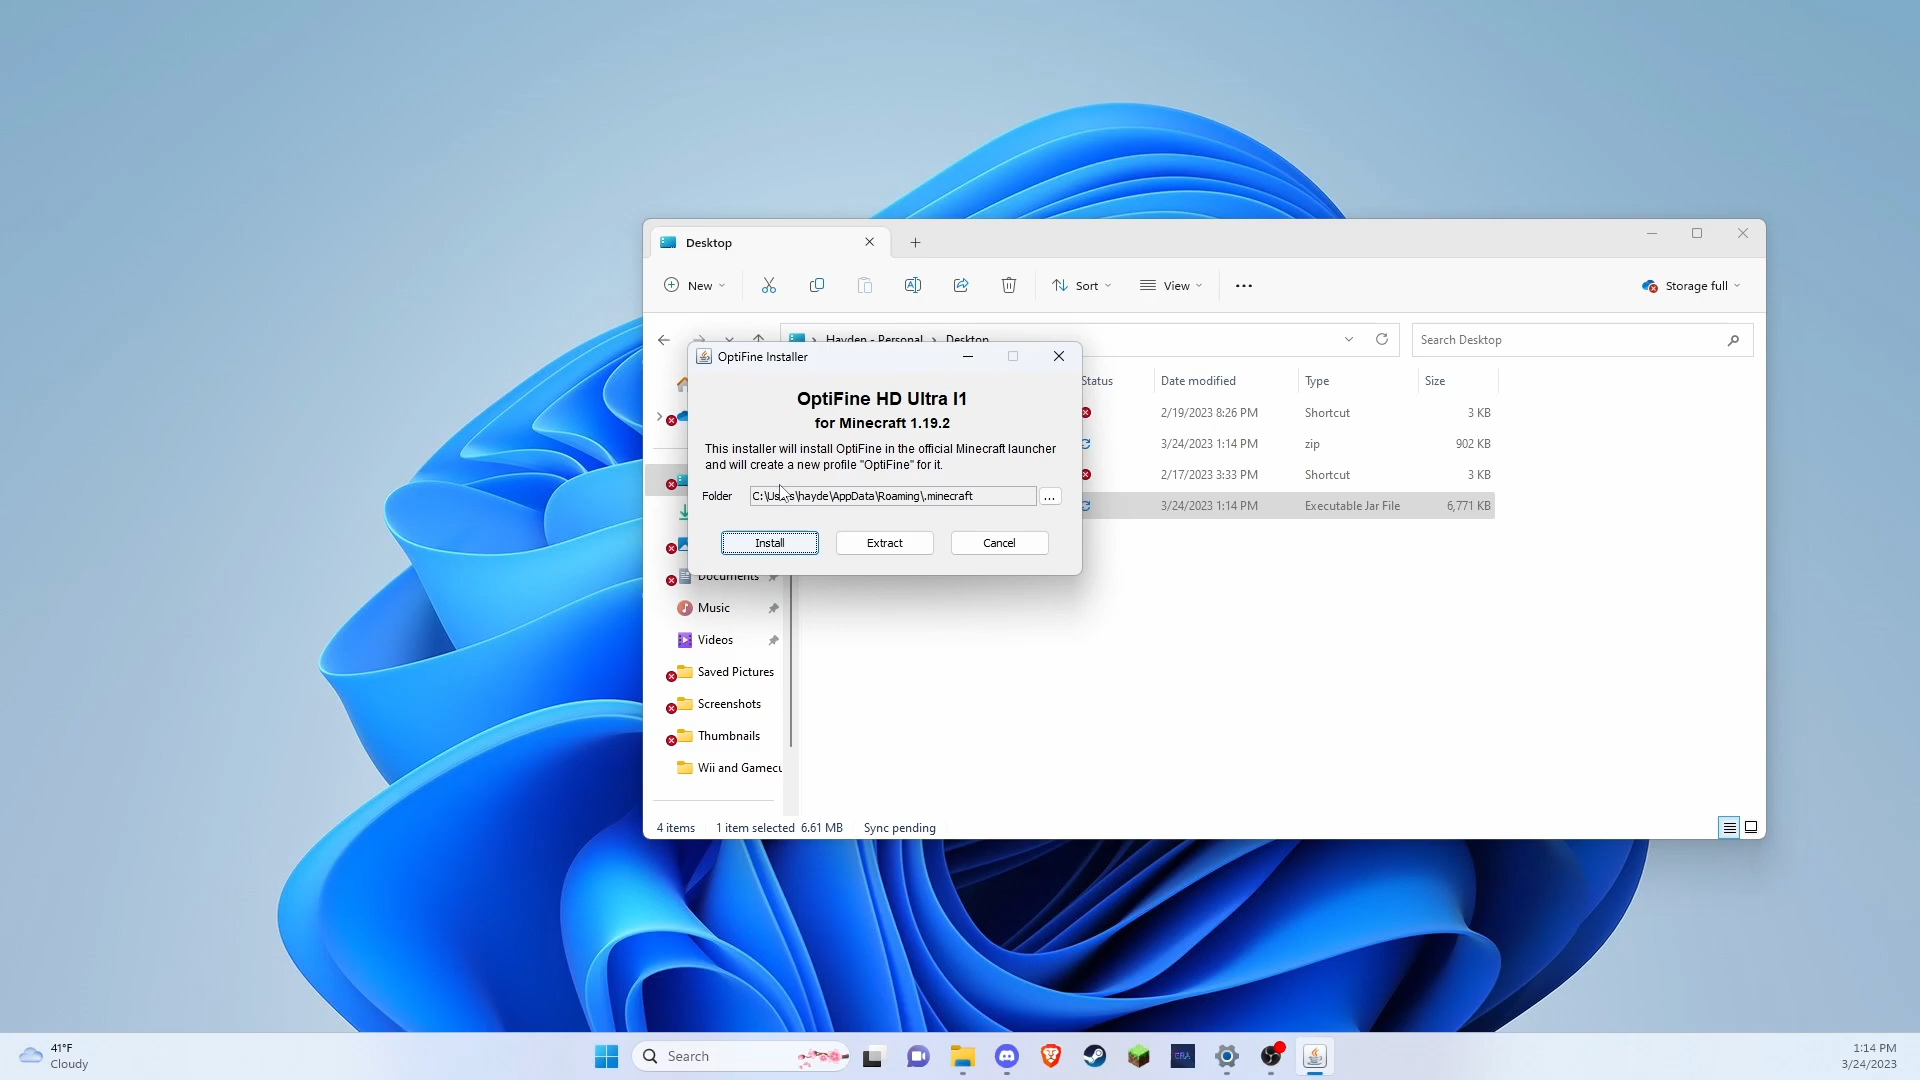 Desktop
New
Sort
View
Storage full
Hayden - Personal
Desktop
Search Desktop
OptiFine Installer
OptiFine HD Ultra I1
for Minecraft 1.19.2
This installer will install OptiFine in the official Minecraft launcher
and will create a new profile "OptiFine" for it.
Folder C:\Users\hayde\AppData\Roaming\.minecraft ...
Install Extract Cancel
Status Date modified Type Size
2/19/2023 8:26 PM Shortcut 3 KB
3/24/2023 1:14 PM zip 902 KB
2/17/2023 3:33 PM Shortcut 3 KB
3/24/2023 1:14 PM Executable Jar File 6,771 KB
Documents
Music
Videos
Saved Pictures
Screenshots
Thumbnails
Wii and Gamecu
4 items 1 item selected 6.61 MB Sync pending
41°F
Cloudy
Search
1:14 PM
3/24/2023